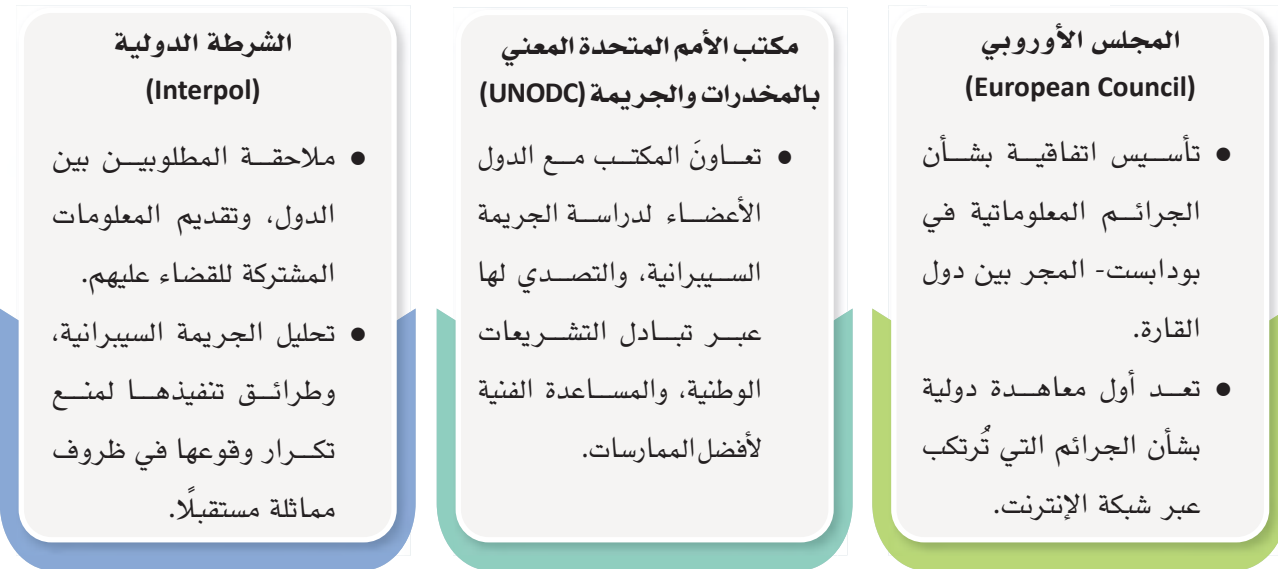 المجلس الأوروبي
(European Council)
● تأسيس اتفاقية بشأن
الجرائم المعلوماتية في
بودابست- المجر بين دول
القارة.
● تعد أول معاهدة دولية
بشأن الجرائم التي تُرتكب
عبر شبكة الإنترنت.
مكتب الأمم المتحدة المعني
بالمخدرات والجريمة (UNODC)
● تعاونَ المكتب مع الدول
الأعضاء لدراسة الجريمة
السيبرانية، والتصدي لها
عبر تبادل التشريعات
الوطنية، والمساعدة الفنية
لأفضل الممارسات.
الشرطة الدولية
(Interpol)
● ملاحقة المطلوبين بين
الدول، وتقديم المعلومات
المشتركة للقضاء عليهم.
● تحليل الجريمة السيبرانية،
وطرائق تنفيذها لمنع
تكرار وقوعها في ظروف
مماثلة مستقبلًا.